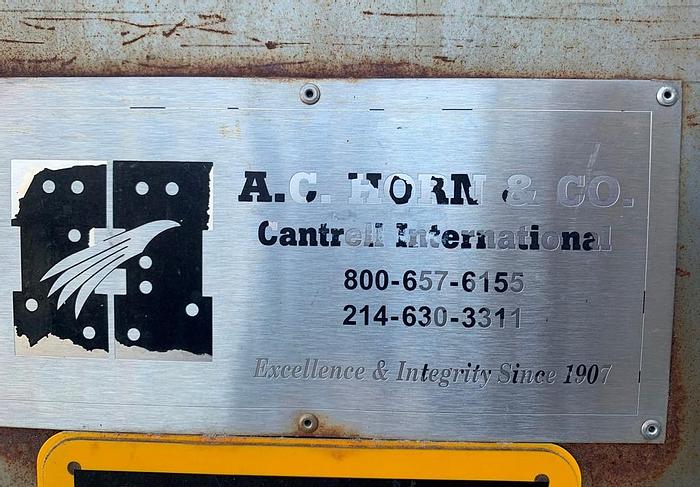 A.C. HORN & CO.
Cantrell International
800-657-6155
214-630-3311
Excellence & Integrity Since 1907